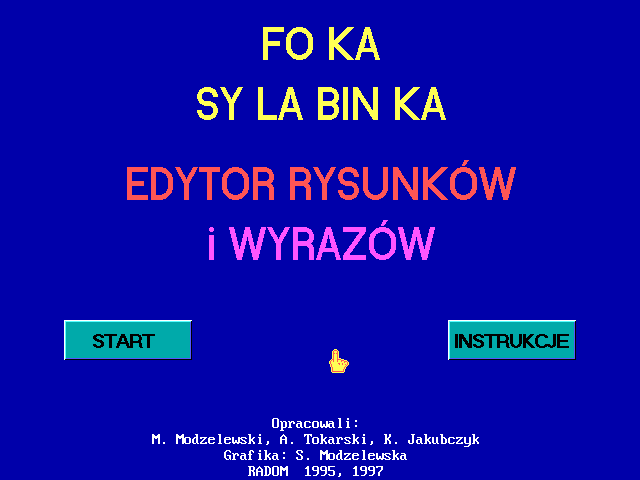 FO KA
SY LA BIN KA
EDYTOR RYSUNKÓW
i WYRAZÓW
START
INSTRUKCJE
Opracowali:
M. Modzelewski, A. Tokarski, K. Jakubczyk
Grafika: S. Modzelewska
RADOM 1995, 1997